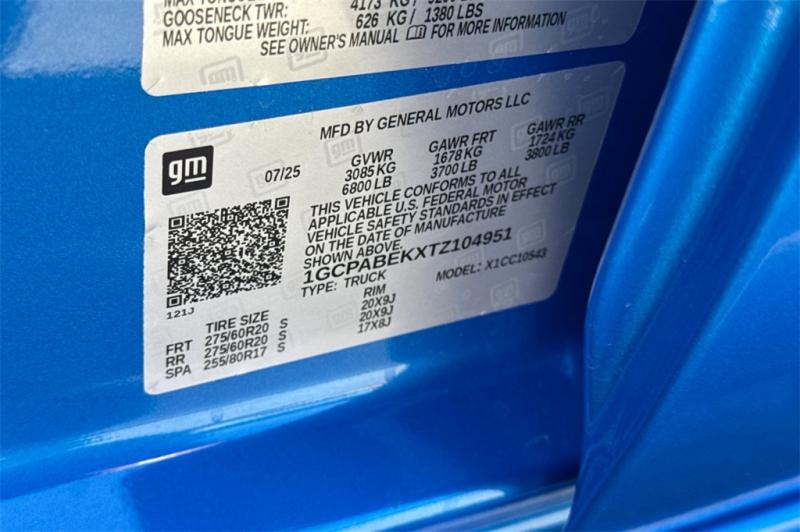 GOOSENECK TWR: 4173 KG/
MAX TONGUE WEIGHT: 626 KG/ 1380 LBS
SEE OWNER'S MANUAL FOR MORE INFORMATION
MFD BY GENERAL MOTORS LLC
gm
07/25
GVWR GAWR FRT GAWR RR
3085 KG 1678 KG 1724 KG
6800 LB 3700 LB 3800 LB
THIS VEHICLE CONFORMS TO ALL
APPLICABLE U.S. FEDERAL MOTOR
VEHICLE SAFETY STANDARDS IN EFFECT
ON THE DATE OF MANUFACTURE
SHOWN ABOVE.
1GCPABEKXTZ104951
TYPE: TRUCK MODEL: X1CC10543
121J
TIRE SIZE RIM
FRT 275/60R20 S 20X9J
RR 275/60R20 S 20X9J
SPA 255/80R17 S 17X8J